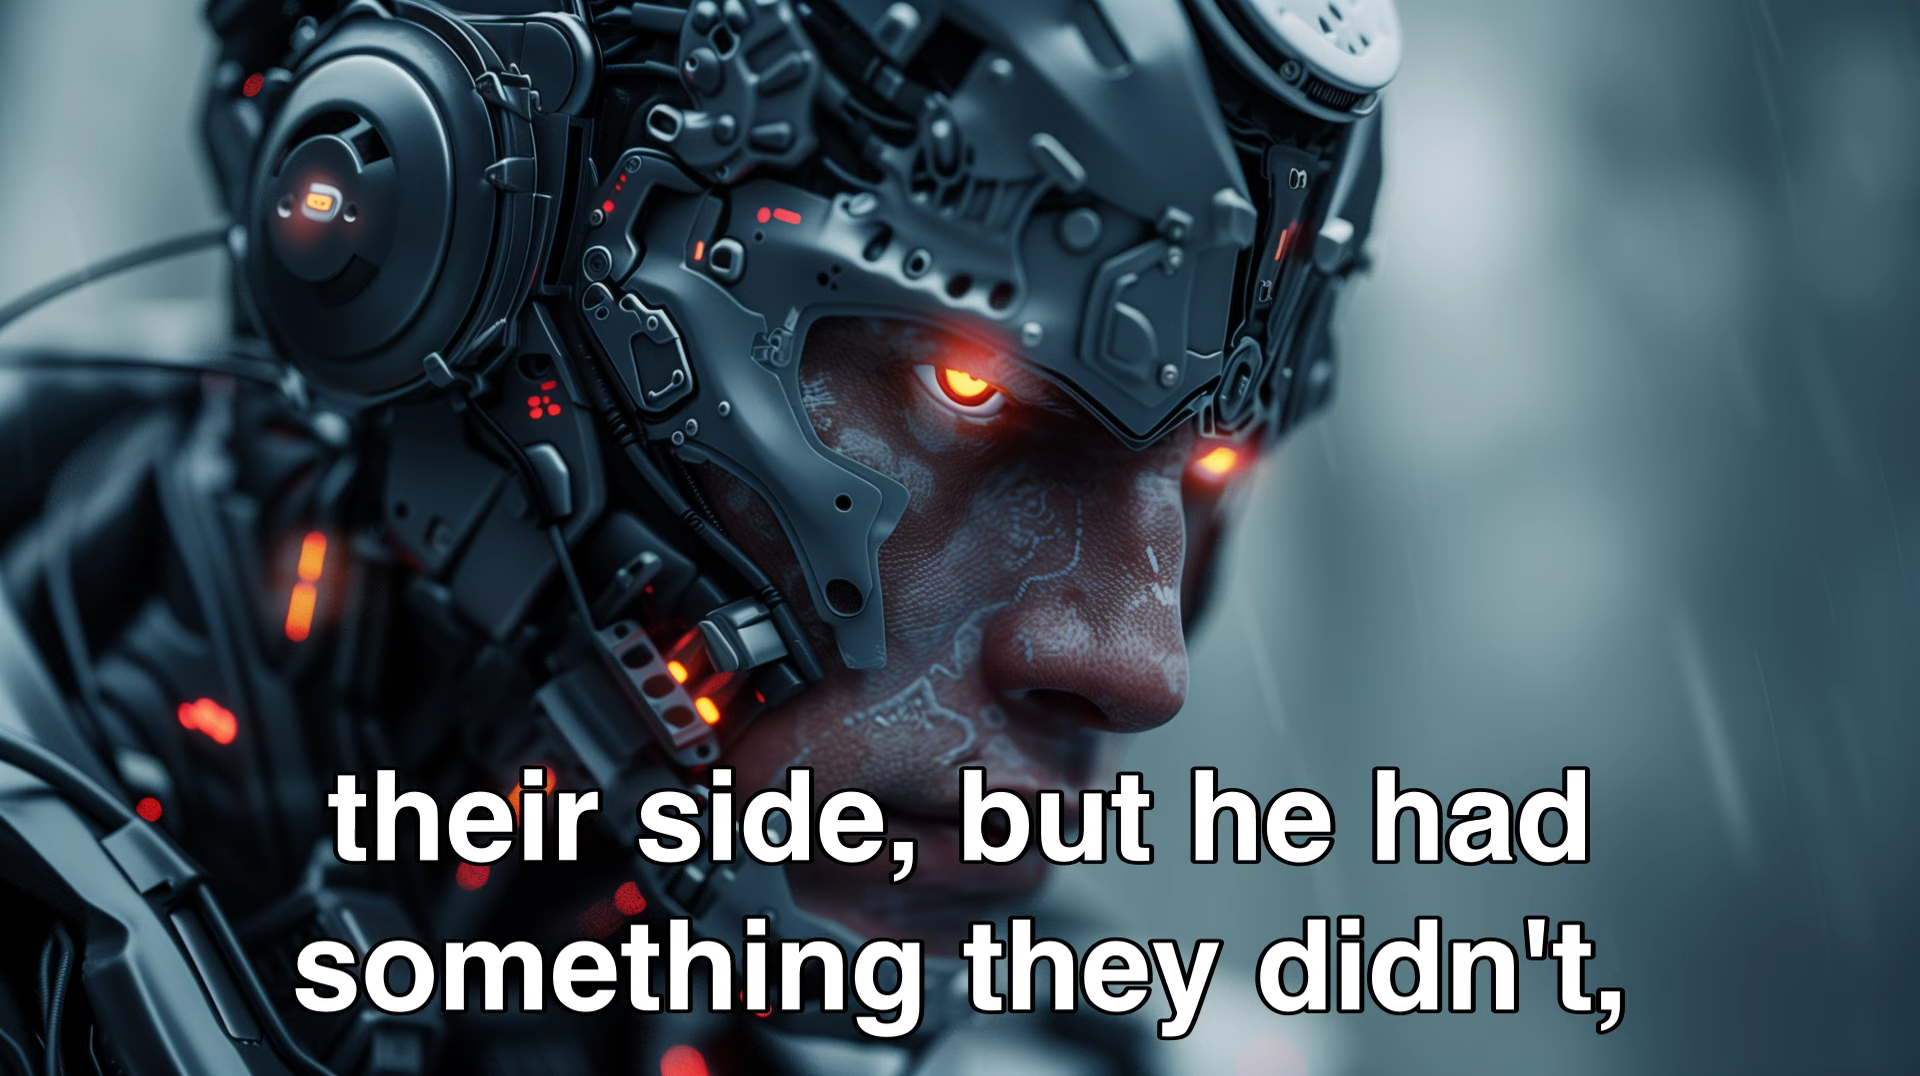 their side, but he had
something they didn't,